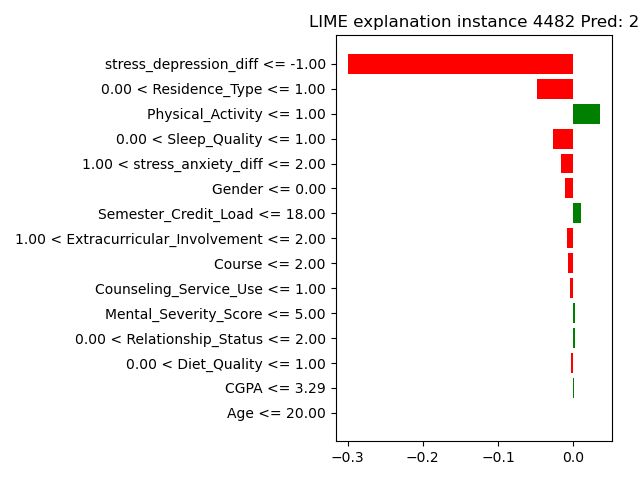 LIME explanation instance 4482 Pred: 2
stress_depression_diff <= -1.00
0.00 < Residence_Type <= 1.00
Physical_Activity <= 1.00
0.00 < Sleep_Quality <= 1.00
1.00 < stress_anxiety_diff <= 2.00
Gender <= 0.00
Semester_Credit_Load <= 18.00
1.00 < Extracurricular_Involvement <= 2.00
Course <= 2.00
Counseling_Service_Use <= 1.00
Mental_Severity_Score <= 5.00
0.00 < Relationship_Status <= 2.00
0.00 < Diet_Quality <= 1.00
CGPA <= 3.29
Age <= 20.00
−0.3 −0.2 −0.1 0.0